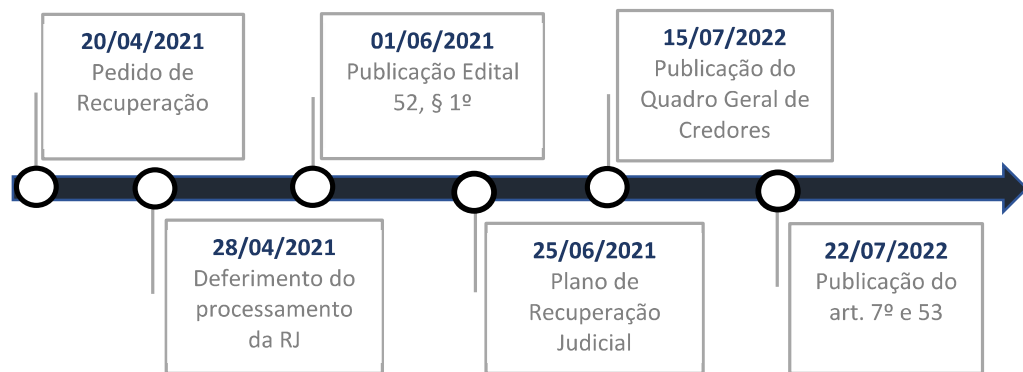 20/04/2021
Pedido de
Recuperação
01/06/2021
Publicação Edital
52, § 1º
15/07/2022
Publicação do
Quadro Geral de
Credores
28/04/2021
Deferimento do
processamento
da RJ
25/06/2021
Plano de
Recuperação
Judicial
22/07/2022
Publicação do
art. 7º e 53